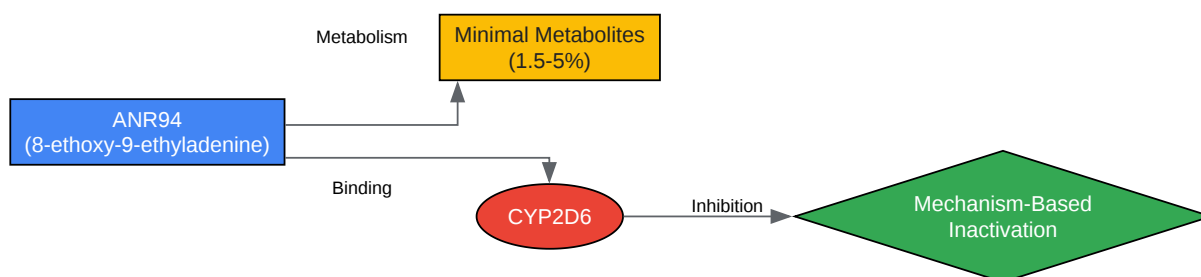 Metabolism
Minimal Metabolites
(1.5-5%)
ANR94
(8-ethoxy-9-ethyladenine)
Binding
CYP2D6
Inhibition
Mechanism-Based
Inactivation